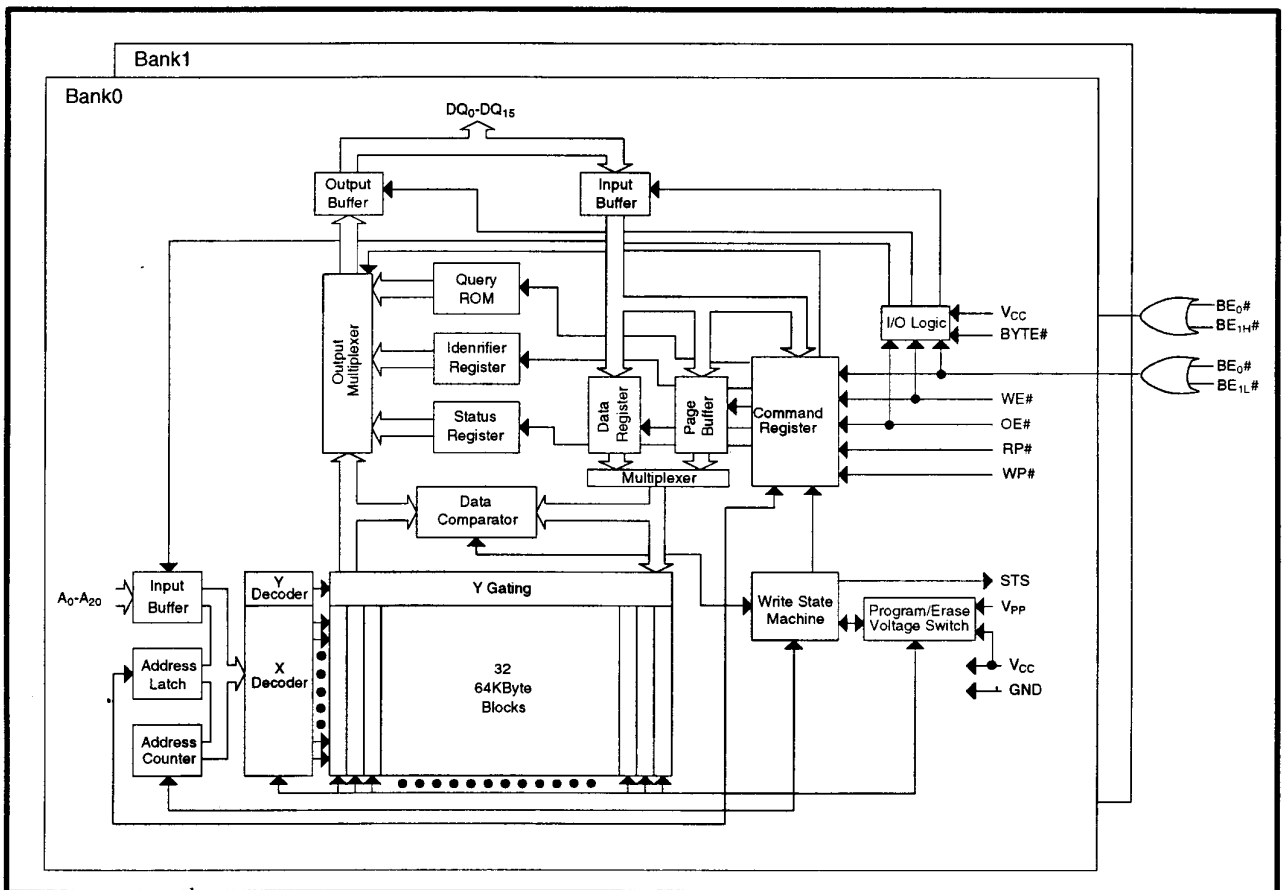 Bank1
Bank0
DQ0-DQ15
Output
Buffer
Input
Buffer
Output
Multiplexer
Query
ROM
Idenrifier
Register
Status
Register
Data
Register
Page
Buffer
Multiplexer
Command
Register
I/O Logic
VCC
BYTE#
BE0#
BE1H#
BE0#
BE1L#
WE#
OE#
RP#
WP#
Data
Comparator
A0-A20
Input
Buffer
Address
Latch
Address
Counter
Y
Decoder
X
Decoder
Y Gating
32
64KByte
Blocks
Write State
Machine
Program/Erase
Voltage Switch
STS
VPP
VCC
GND